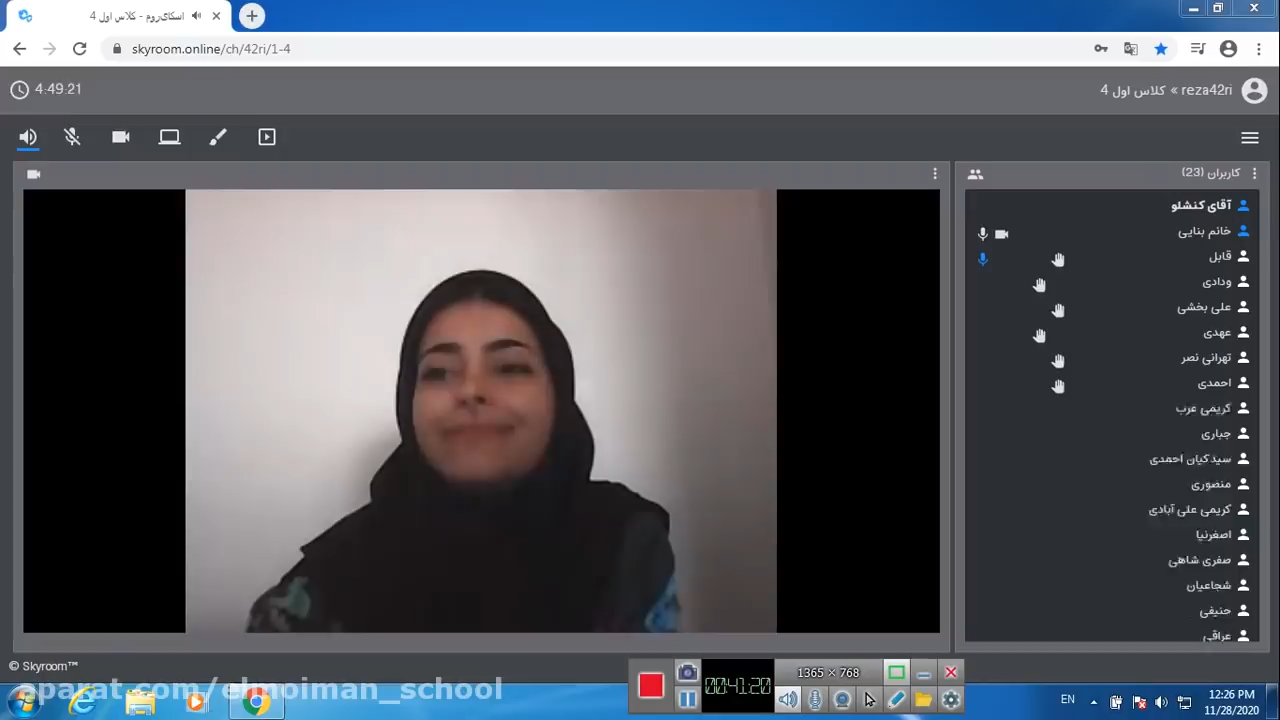 اسکای‌روم - کلاس اول 4
skyroom.online/ch/42ri/1-4
4:49:21
reza42ri » کلاس اول 4
کاربران (23)
آقای کنشلو
خانم بنایی
قابل
ودادی
علی بخشی
عهدی
تهرانی نصر
احمدی
کریمی عرب
جباری
سیدکیان احمدی
منصوری
کریمی علی آبادی
اصغرنیا
صفری شاهی
شجاعیان
حنیفی
عراقی
© Skyroom™
1365 × 768
00:41:20
aparat.com/elmoiman_school
EN
12:26 PM
11/28/2020